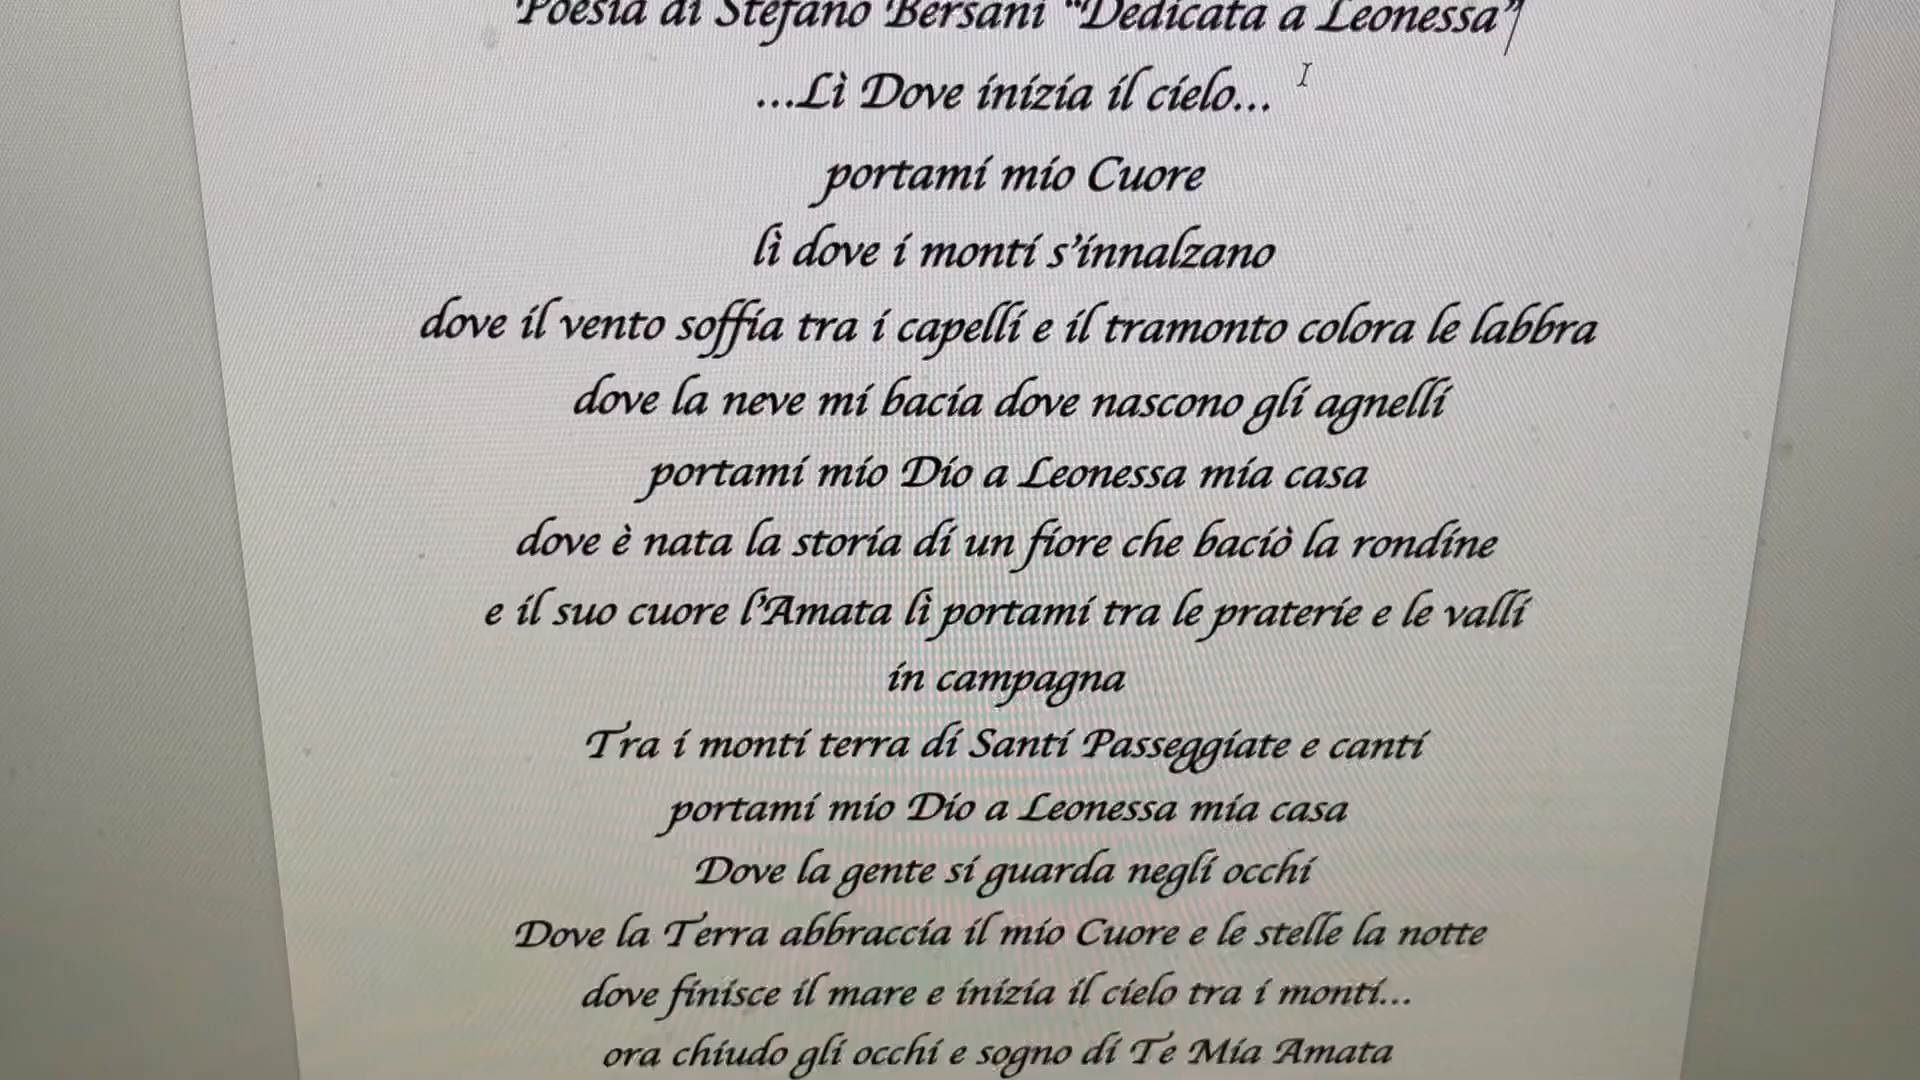 Poesia di Stefano Bersani "Dedicata a Leonessa"
...Lì Dove inizia il cielo...
portami mio Cuore
lì dove i monti s'innalzano
dove il vento soffia tra i capelli e il tramonto colora le labbra
dove la neve mi bacia dove nascono gli agnelli
portami mio Dio a Leonessa mia casa
dove è nata la storia di un fiore che baciò la rondine
e il suo cuore l'Amata lì portami tra le praterie e le valli
in campagna
Tra i monti terra di Santi Passeggiate e canti
portami mio Dio a Leonessa mia casa
Dove la gente si guarda negli occhi
Dove la Terra abbraccia il mio Cuore e le stelle la notte
dove finisce il mare e inizia il cielo tra i monti...
ora chiudo gli occhi e sogno di Te Mia Amata